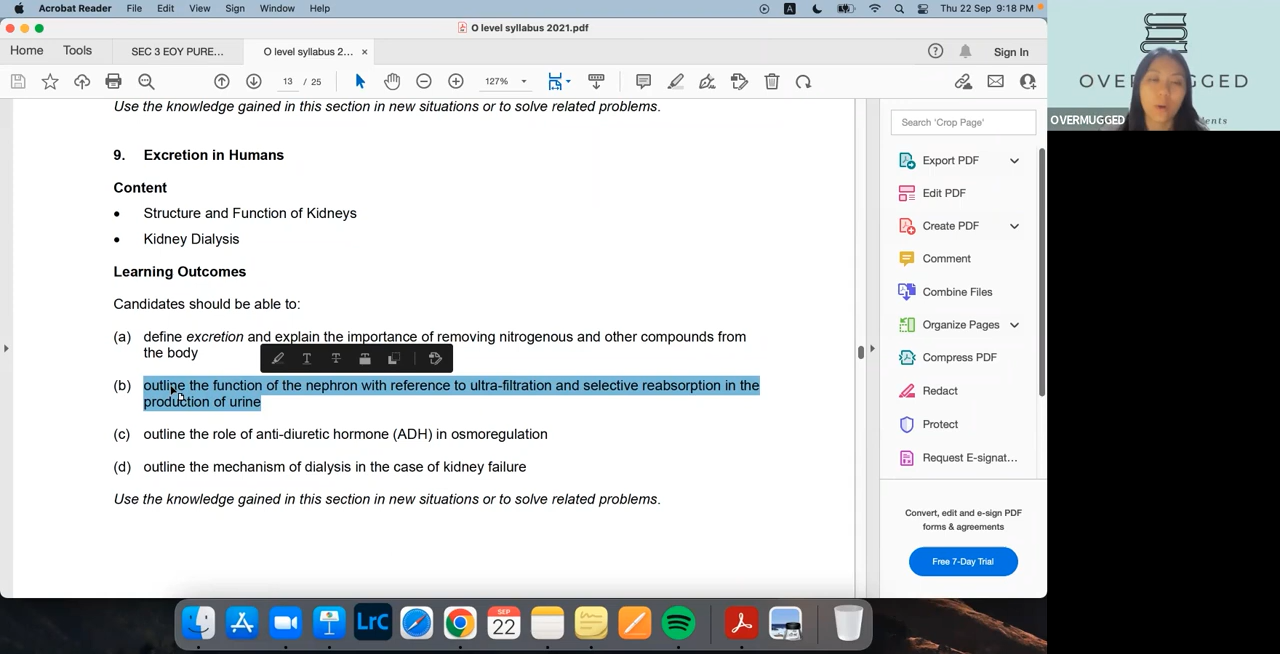 Acrobat Reader File Edit View Sign Window Help Thu 22 Sep 9:18 PM
O level syllabus 2021.pdf
Home Tools SEC 3 EOY PURE... O level syllabus 2... × Sign In
13 / 25 127%
Use the knowledge gained in this section in new situations or to solve related problems.
9. Excretion in Humans
Content
• Structure and Function of Kidneys
• Kidney Dialysis
Learning Outcomes
Candidates should be able to:
(a) define excretion and explain the importance of removing nitrogenous and other compounds from
the body
(b) outline the function of the nephron with reference to ultra-filtration and selective reabsorption in the
production of urine
(c) outline the role of anti-diuretic hormone (ADH) in osmoregulation
(d) outline the mechanism of dialysis in the case of kidney failure
Use the knowledge gained in this section in new situations or to solve related problems.
Search 'Crop Page'
Export PDF
Edit PDF
Create PDF
Comment
Combine Files
Organize Pages
Compress PDF
Redact
Protect
Request E-signat...
Convert, edit and e-sign PDF
forms & agreements
Free 7-Day Trial
LrC
SEP
22
OVERMUGGED